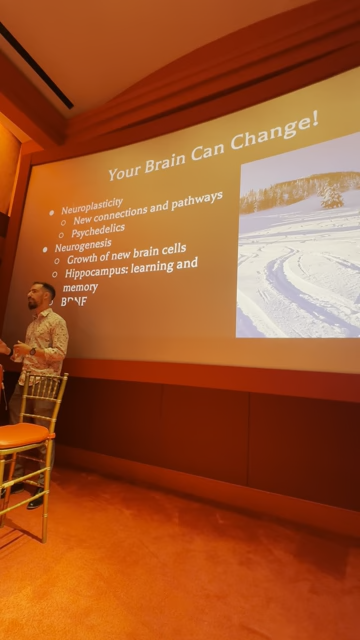 Your Brain Can Change!
• Neuroplasticity
○ New connections and pathways
○ Psychedelics
• Neurogenesis
○ Growth of new brain cells
○ Hippocampus: learning and
memory
BDNF